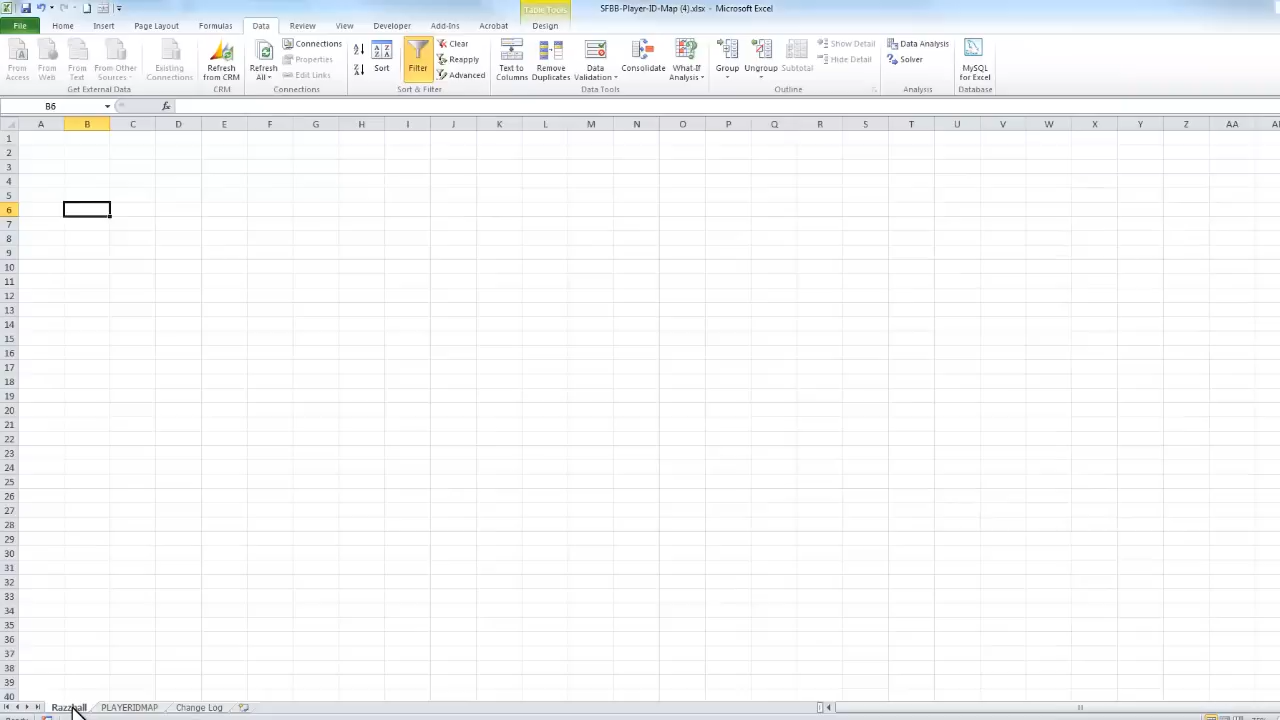 SFBB-Player-ID-Map (4).xlsx - Microsoft Excel
Table Tools
File Home Insert Page Layout Formulas Data Review View Developer Add-Ins Acrobat Design
From Access
From Web
From Text
From Other Sources
Existing Connections
Get External Data
Refresh from CRM
CRM
Refresh All
Connections
Properties
Edit Links
Connections
Sort
Filter
Clear
Reapply
Advanced
Sort & Filter
Text to Columns
Remove Duplicates
Data Validation
Consolidate
What-If Analysis
Data Tools
Group
Ungroup
Subtotal
Show Detail
Hide Detail
Outline
Data Analysis
Solver
Analysis
MySQL for Excel
Database
B6
fx
A B C D E F G H I J K L M N O P Q R S T U V W X Y Z AA
1
2
3
4
5
6
7
8
9
10
11
12
13
14
15
16
17
18
19
20
21
22
23
24
25
26
27
28
29
30
31
32
33
34
35
36
37
38
39
40
Razzball PLAYERIDMAP Change Log